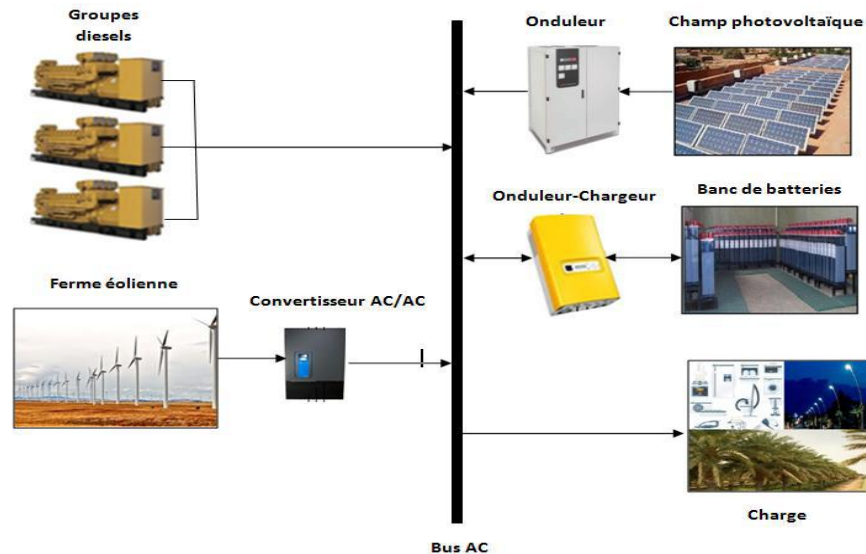 Groupes
diesels
Onduleur
Champ photovoltaïque
Onduleur-Chargeur
Banc de batteries
Ferme éolienne
Convertisseur AC/AC
Charge
Bus AC